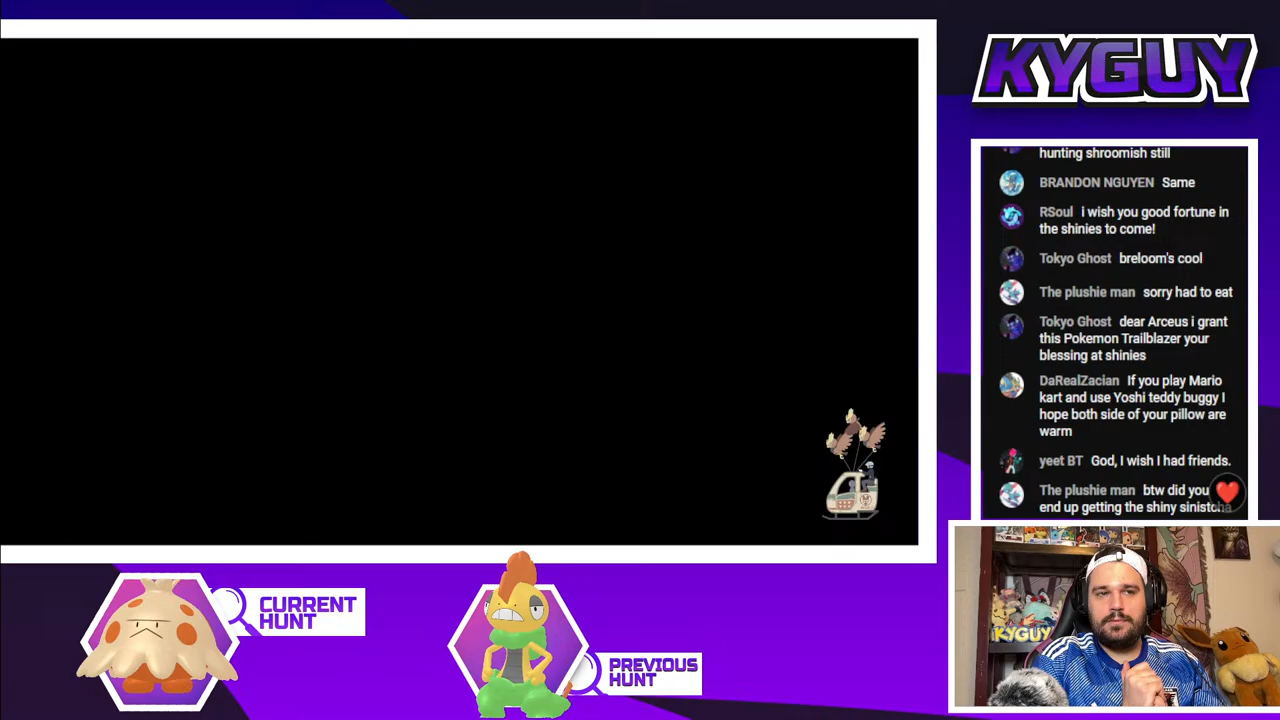 KYGUY
hunting shroomish still
BRANDON NGUYEN Same
RSoul i wish you good fortune in
the shinies to come!
Tokyo Ghost breloom's cool
The plushie man sorry had to eat
Tokyo Ghost dear Arceus i grant
this Pokemon Trailblazer your
blessing at shinies
DaRealZacian If you play Mario
kart and use Yoshi teddy buggy I
hope both side of your pillow are
warm
yeet BT God, I wish I had friends.
The plushie man btw did you
end up getting the shiny sinistcha
CURRENT
HUNT
PREVIOUS
HUNT
KYGUY